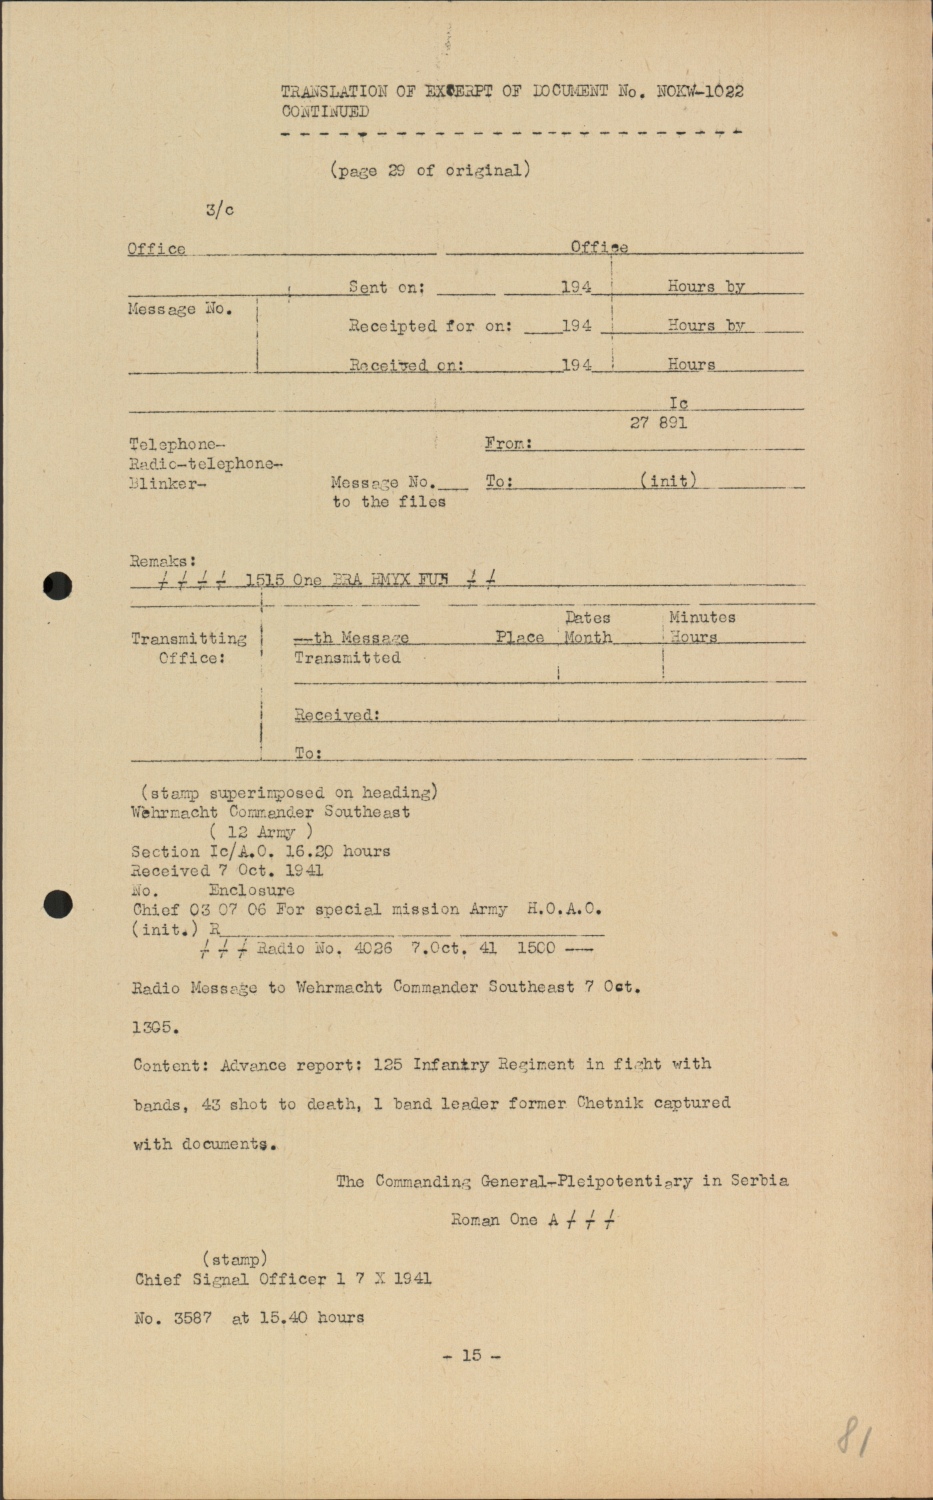 TRANSLATION OF EXCERPT OF DOCUMENT No. NOKW-1022
CONTINUED
(page 29 of original)
3/c
Office Office
Sent on: 194 Hours by
Message No.
Receipted for on: 194 Hours by
Received on: 194 Hours
Ic
27 891
Telephone- From:
Radio-telephone-
Blinker- Message No. To: (init)
to the files
Remaks:
+ + + + 1515 One BRA HMYX FUE + +
Dates Minutes
Transmitting --th Message Place Month Hours
Office: Transmitted
Received:
To:
(stamp superimposed on heading)
Wehrmacht Commander Southeast
( 12 Army )
Section Ic/A.O. 16.20 hours
Received 7 Oct. 1941
No. Enclosure
Chief 03 07 06 For special mission Army H.O.A.O.
(init.) R
+ + + Radio No. 4026 7.Oct. 41 1500 ---
Radio Message to Wehrmacht Commander Southeast 7 Oct.
1305.
Content: Advance report: 125 Infantry Regiment in fight with
bands, 43 shot to death, 1 band leader former Chetnik captured
with documents.
The Commanding General-Pleipotentiary in Serbia
Roman One A + + +
(stamp)
Chief Signal Officer 1 7 X 1941
No. 3587 at 15.40 hours
- 15 -
81